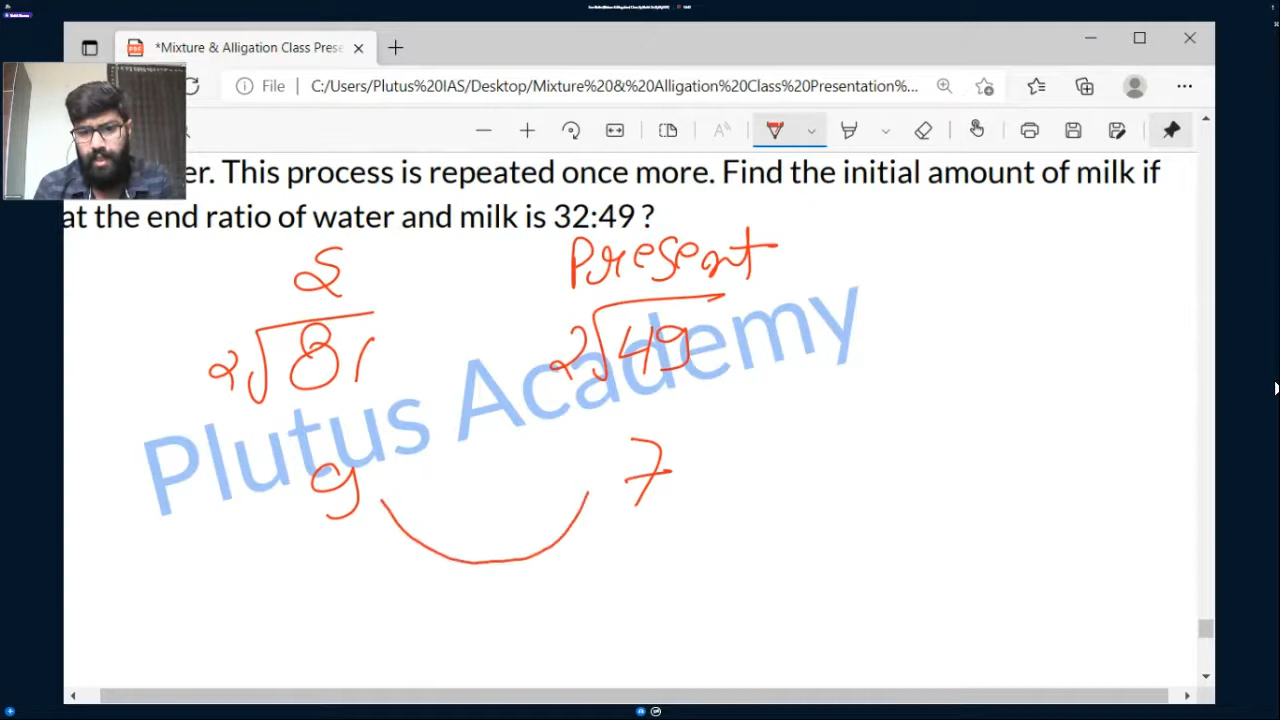 *Mixture & Alligation Class Prese
File C:/Users/Plutus%20IAS/Desktop/Mixture%20&%20Alligation%20Class%20Presentation%...
er. This process is repeated once more. Find the initial amount of milk if
at the end ratio of water and milk is 32:49 ?
Present
2√81 2√49
Plutus Academy
9 7